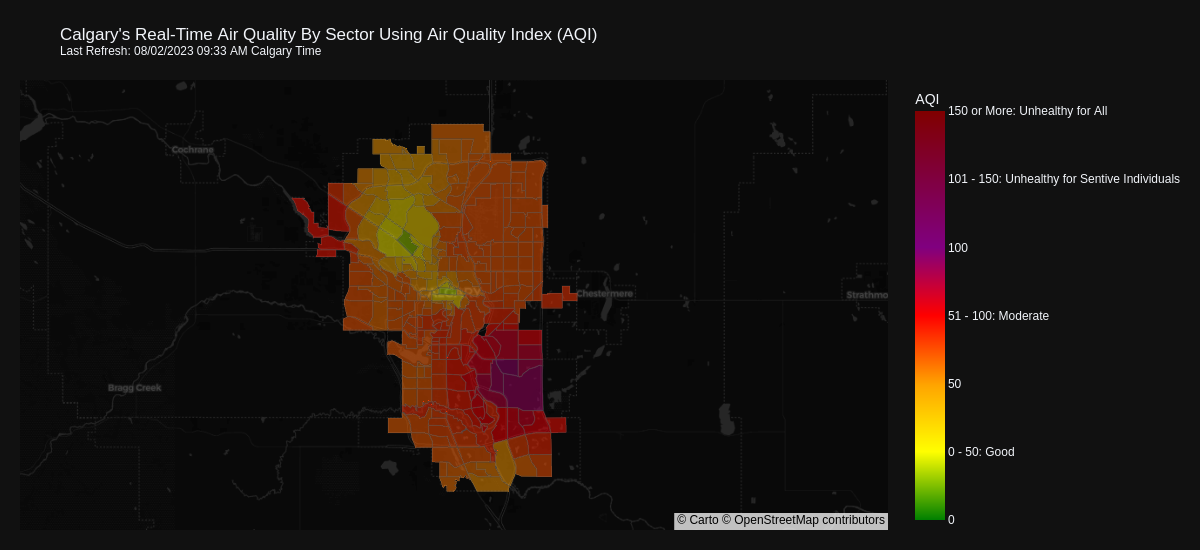 Calgary's Real-Time Air Quality By Sector Using Air Quality Index (AQI)
Last Refresh: 08/02/2023 09:33 AM Calgary Time
AQI
150 or More: Unhealthy for All
Cochrane
101 - 150: Unhealthy for Sentive Individuals
100
CALGARY
Chestermere
Strathmo
51 - 100: Moderate
50
Bragg Creek
0 - 50: Good
0
© Carto © OpenStreetMap contributors